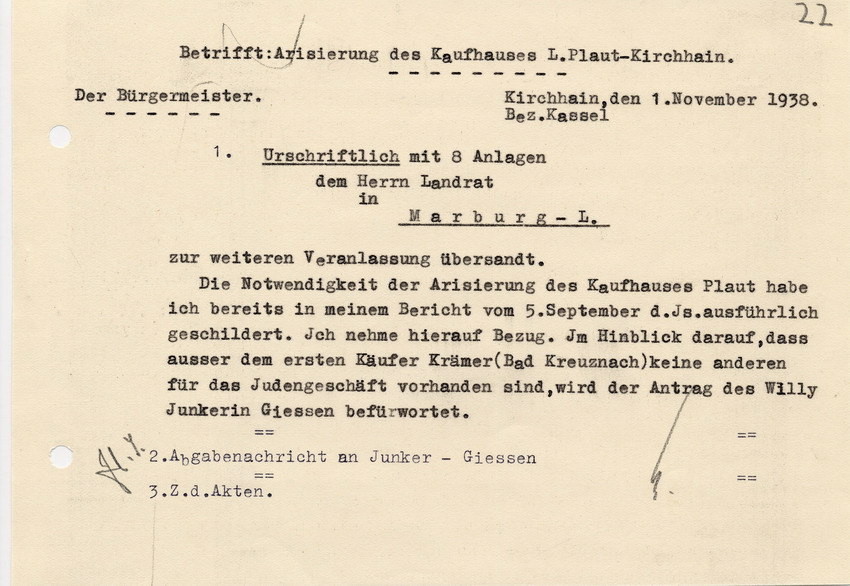 22
Betrifft:Arisierung des Kaufhauses L.Plaut-Kirchhain.
Der Bürgermeister.
Kirchhain,den 1.November 1938.
Bez.Kassel
1. Urschriftlich mit 8 Anlagen
dem Herrn Landrat
in
Marburg-L.
zur weiteren Veranlassung übersandt.
Die Notwendigkeit der Arisierung des Kaufhauses Plaut habe
ich bereits in meinem Bericht vom 5.September d.Js.ausführlich
geschildert. Jch nehme hierauf Bezug. Jm Hinblick darauf,dass
ausser dem ersten Käufer Krämer(Bad Kreuznach)keine anderen
für das Judengeschäft vorhanden sind,wird der Antrag des Willy
Junkerin Giessen befürwortet.
== ==
2.Abgabenachricht an Junker - Giessen
== ==
3.Z.d.Akten.